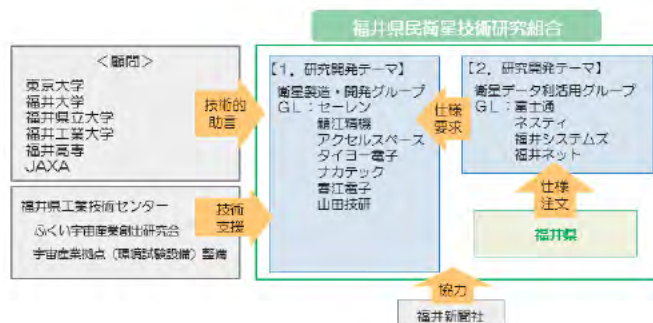 福井県民衛星技術研究組合
＜顧問＞
東京大学
福井大学
福井県立大学
福井工業大学
福井高専
JAXA
技術的
助言
福井県工業技術センター
ふくい宇宙産業創出研究会
宇宙産業拠点（環境試験設備）整備
技術
支援
【1．研究開発テーマ】
衛星製造・開発グループ
GL：セーレン
鯖江精機
アクセルスペース
タイヨー電子
ナカテック
春江電子
山田技研
仕様
要求
【2．研究開発テーマ】
衛星データ利活用グループ
GL：富士通
ネスティ
福井システムズ
福井ネット
仕様
注文
福井県
協力
福井新聞社